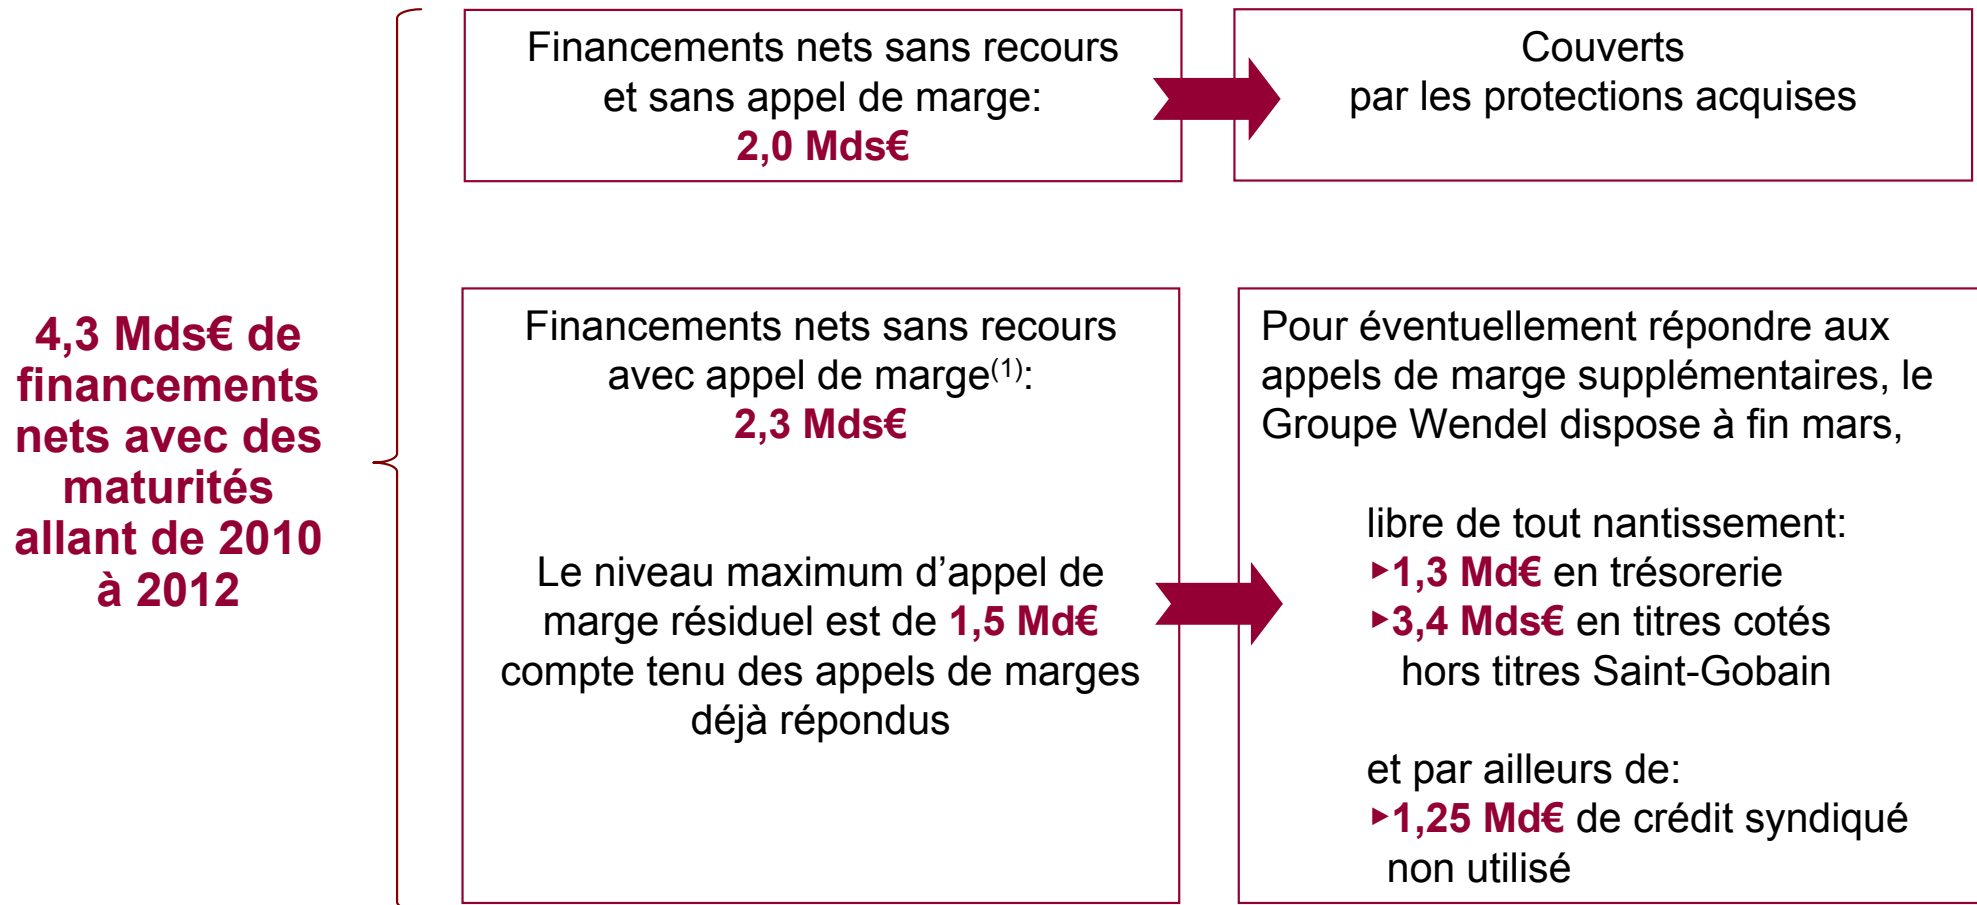 4,3 Mds€ de
financements
nets avec des
maturités
allant de 2010
à 2012
Financements nets sans recours
et sans appel de marge:
2,0 Mds€
Couverts
par les protections acquises
Financements nets sans recours
avec appel de marge(1):
2,3 Mds€
Le niveau maximum d’appel de
marge résiduel est de 1,5 Md€
compte tenu des appels de marges
déjà répondus
Pour éventuellement répondre aux
appels de marge supplémentaires, le
Groupe Wendel dispose à fin mars,
libre de tout nantissement:
▸1,3 Md€ en trésorerie
▸3,4 Mds€ en titres cotés
hors titres Saint-Gobain
et par ailleurs de:
▸1,25 Md€ de crédit syndiqué
non utilisé